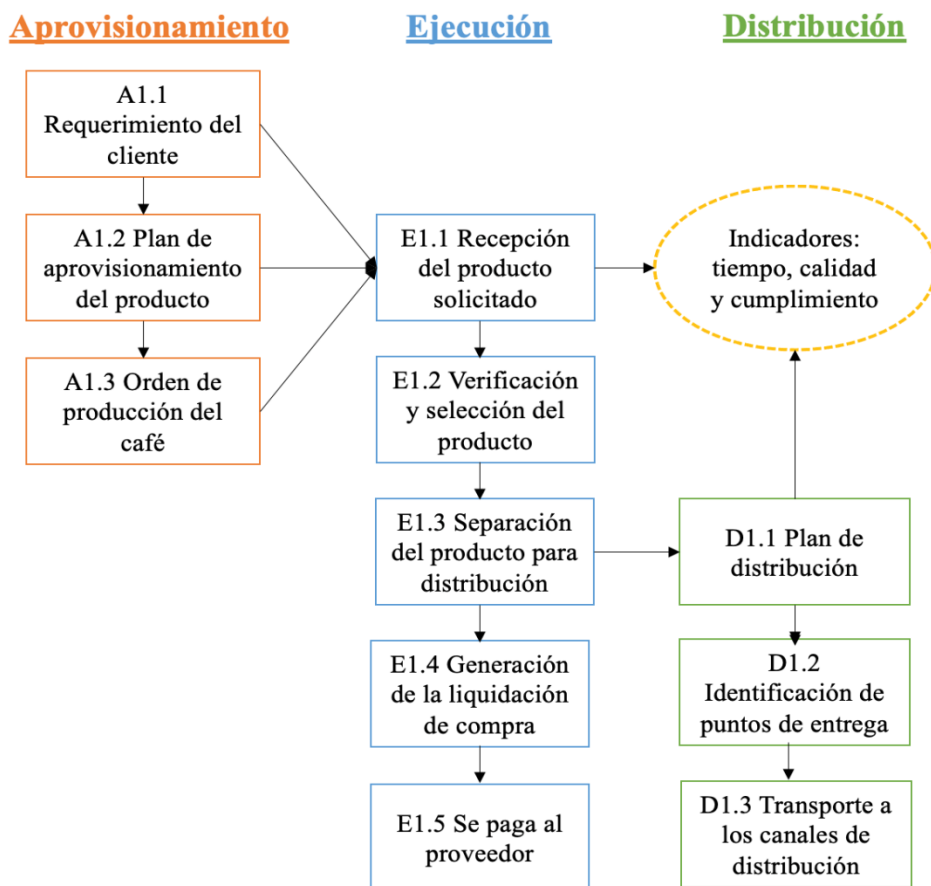 Aprovisionamiento
Ejecución
Distribución
A1.1
Requerimiento del
cliente
A1.2 Plan de
aprovisionamiento
del producto
A1.3 Orden de
producción del
café
E1.1 Recepción
del producto
solicitado
E1.2 Verificación
y selección del
producto
E1.3 Separación
del producto para
distribución
E1.4 Generación
de la liquidación
de compra
E1.5 Se paga al
proveedor
Indicadores:
tiempo, calidad
y cumplimiento
D1.1 Plan de
distribución
D1.2
Identificación de
puntos de entrega
D1.3 Transporte a
los canales de
distribución